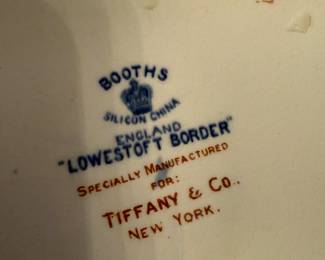 BOOTHS
SILICON CHINA
ENGLAND
"LOWESTOFT BORDER"
SPECIALLY MANUFACTURED
FOR:
TIFFANY & Co.,
NEW YORK.